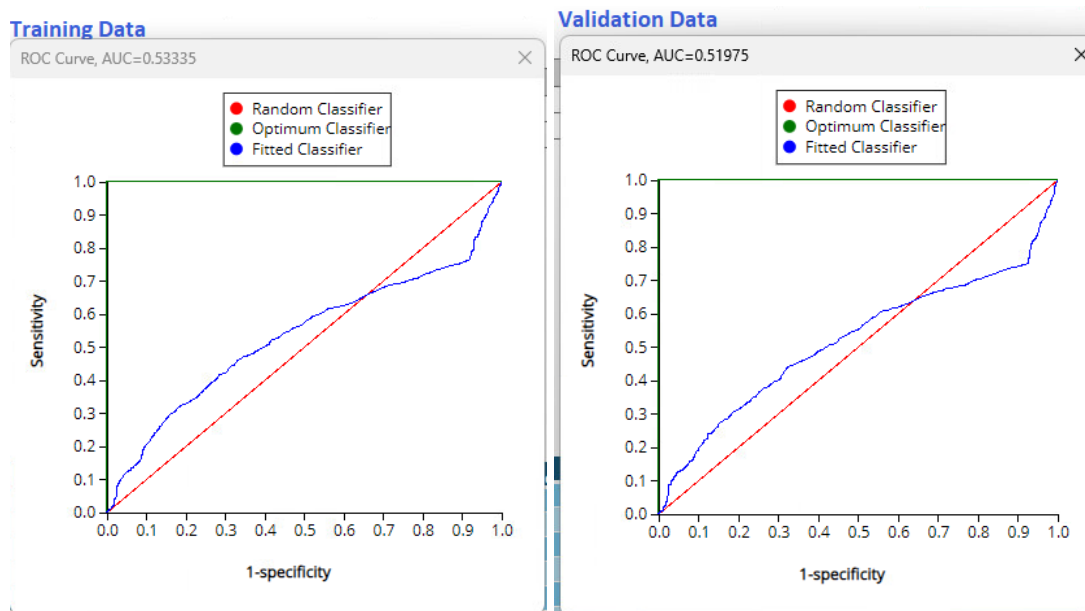 Training Data
ROC Curve, AUC=0.53335
Random Classifier
Optimum Classifier
Fitted Classifier
1.0
0.9
0.8
0.7
0.6
0.5
0.4
0.3
0.2
0.1
0.0
Sensitivity
0.0 0.1 0.2 0.3 0.4 0.5 0.6 0.7 0.8 0.9 1.0
1-specificity
Validation Data
ROC Curve, AUC=0.51975
Random Classifier
Optimum Classifier
Fitted Classifier
1.0
0.9
0.8
0.7
0.6
0.5
0.4
0.3
0.2
0.1
0.0
Sensitivity
0.0 0.1 0.2 0.3 0.4 0.5 0.6 0.7 0.8 0.9 1.0
1-specificity